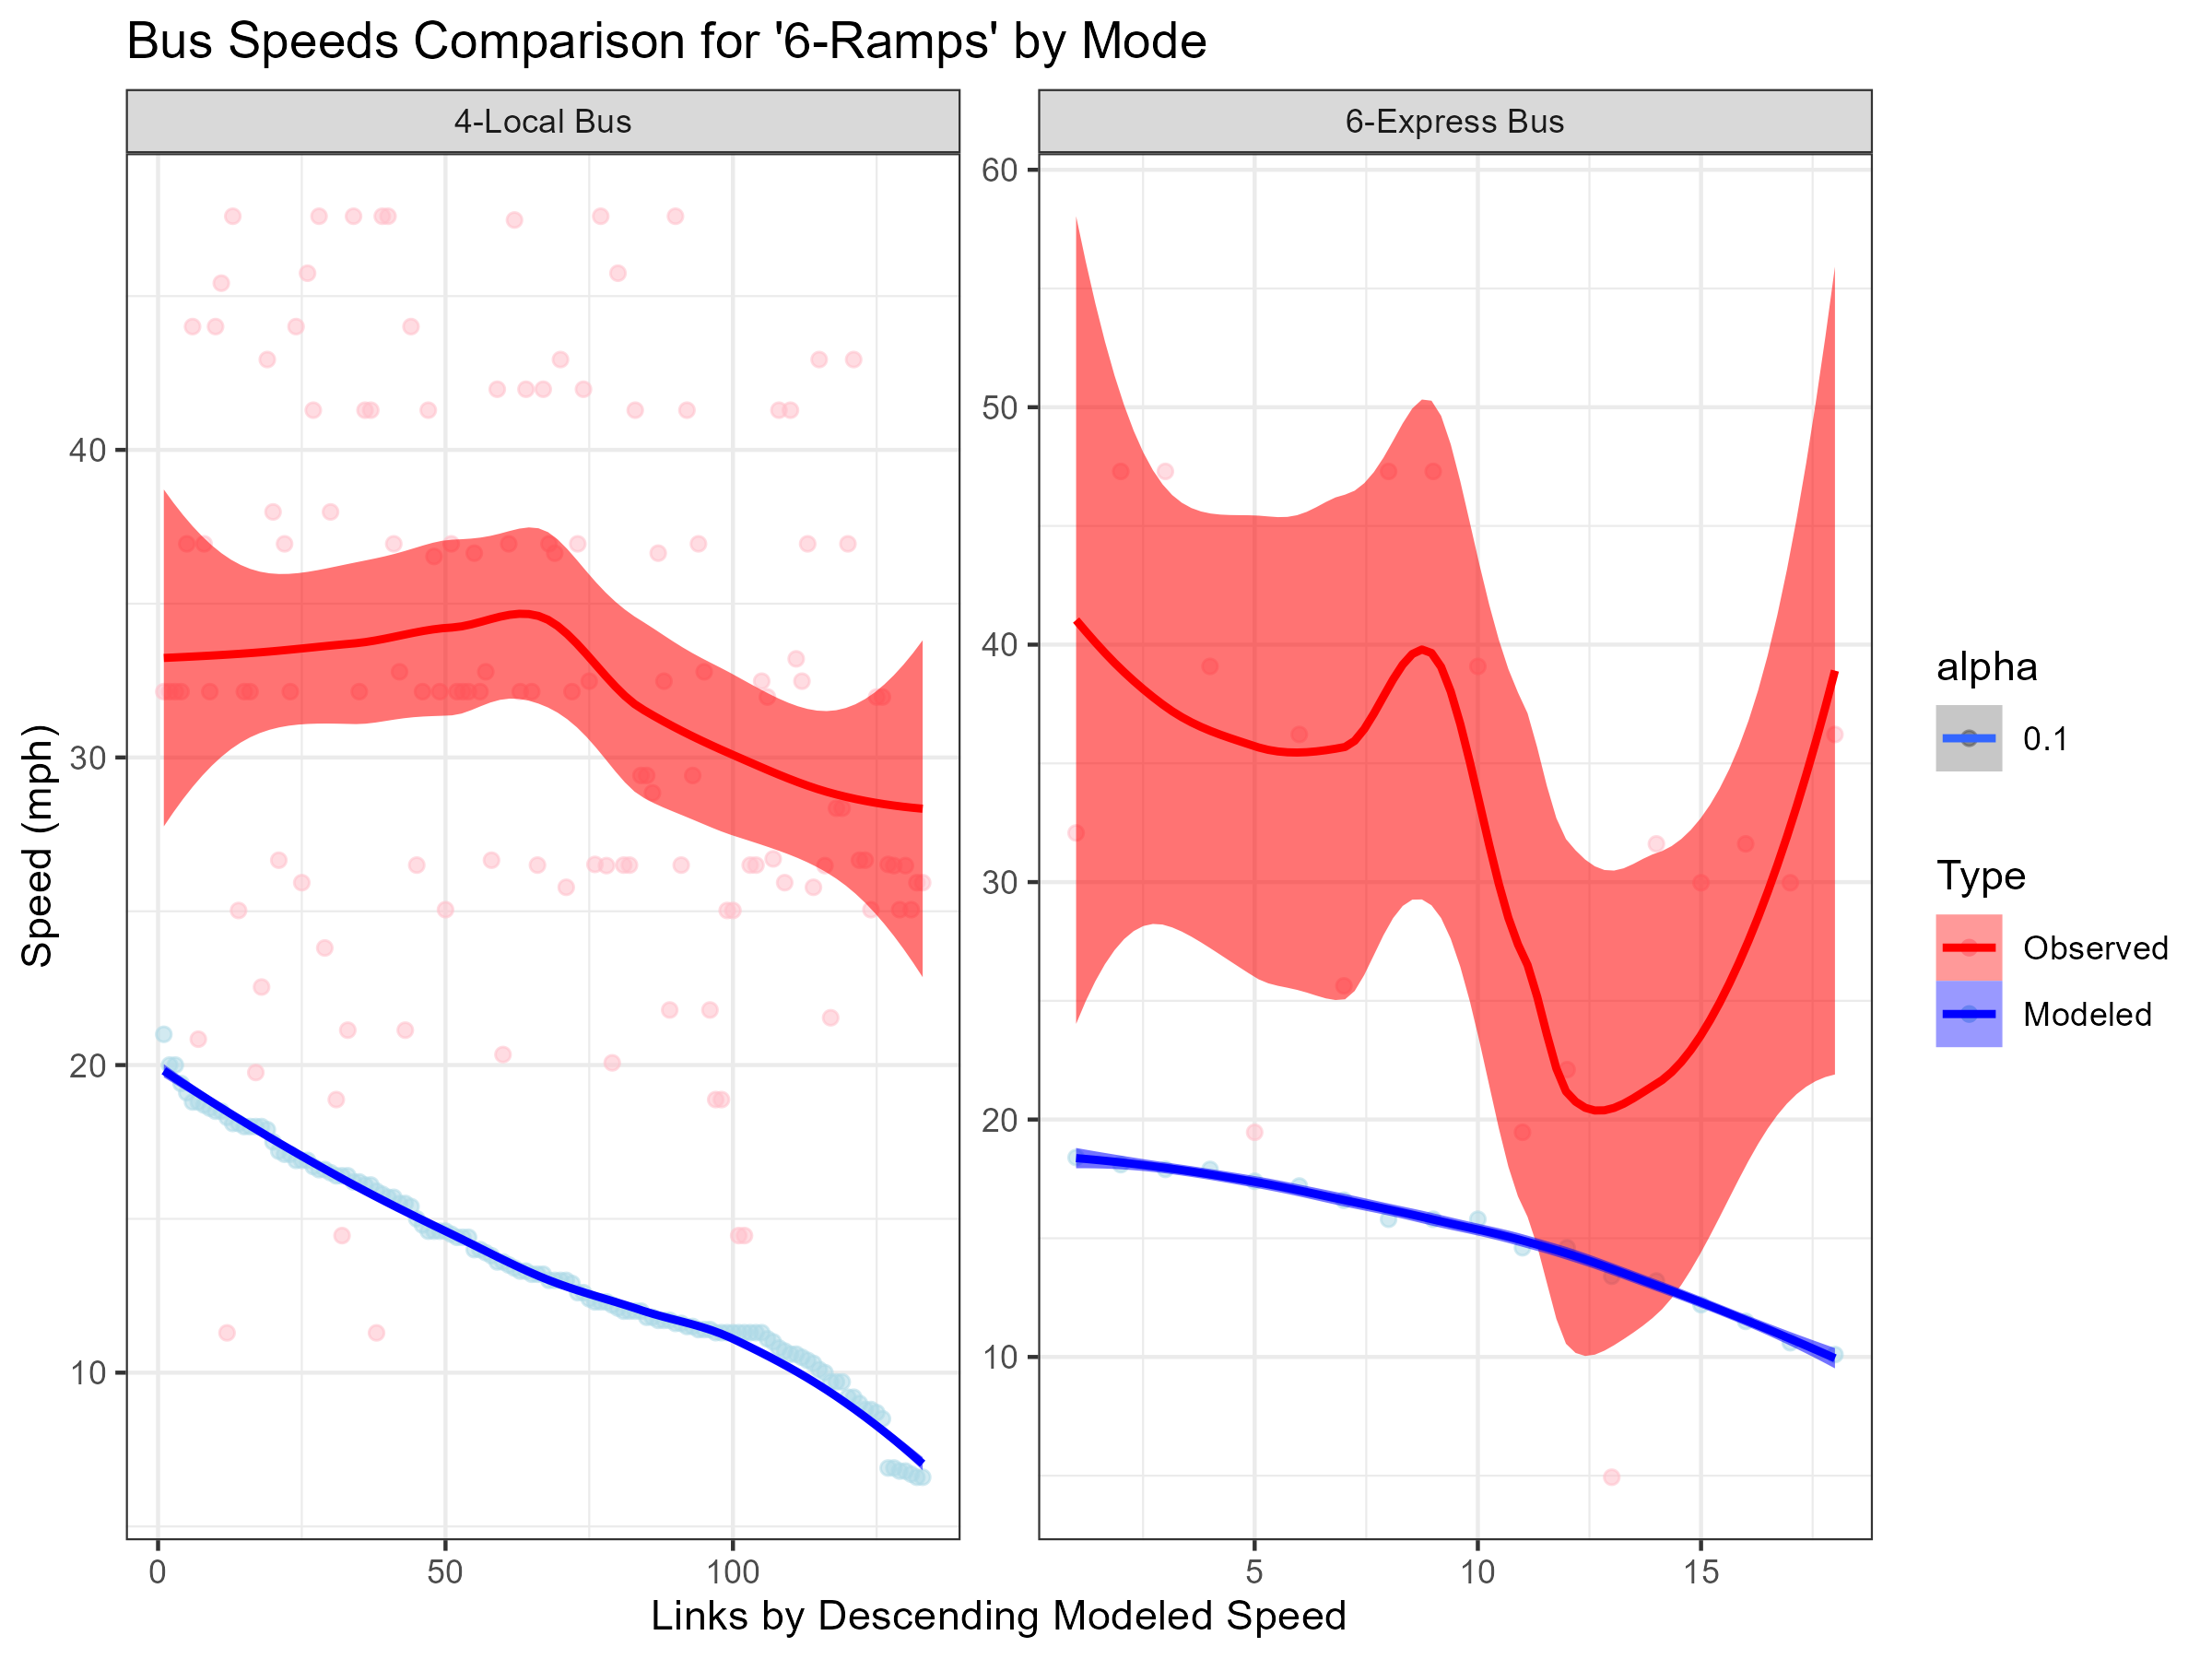 Bus Speeds Comparison for '6-Ramps' by Mode
4-Local Bus
6-Express Bus
Speed (mph)
40
30
20
10
60
50
40
30
20
10
0
50
100
5
10
15
Links by Descending Modeled Speed
alpha
0.1
Type
Observed
Modeled